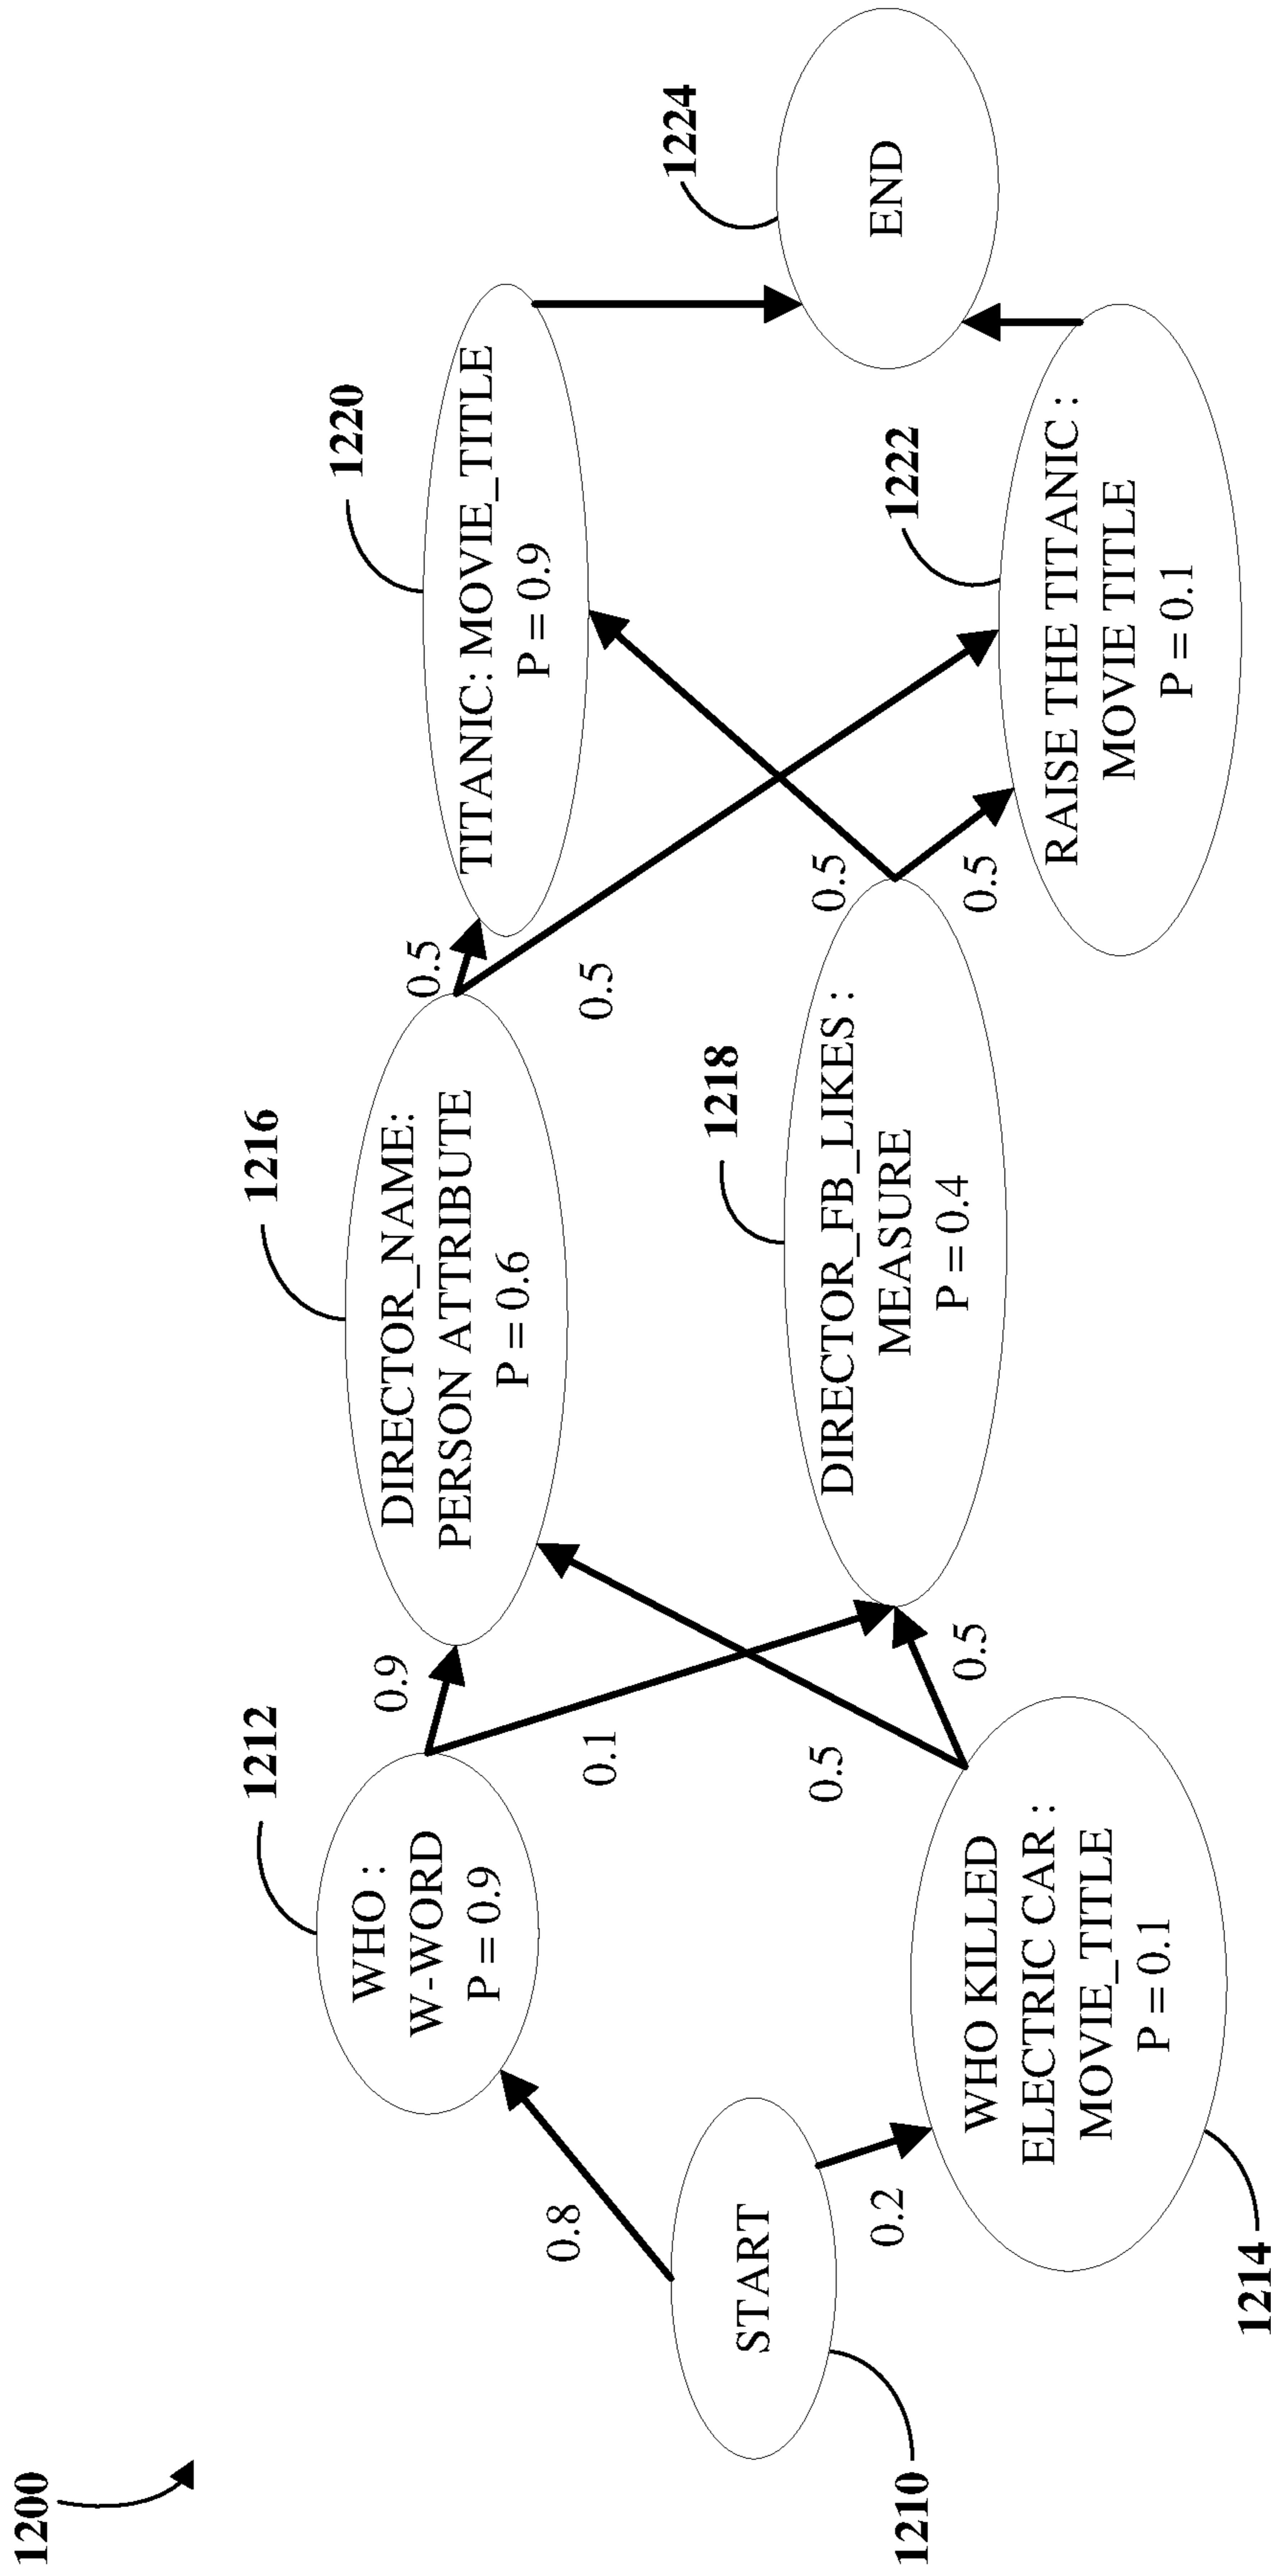 1200
1210
START
0.8
0.2
1212
WHO :
W-WORD
P = 0.9
1214
WHO KILLED
ELECTRIC CAR :
MOVIE_TITLE
P = 0.1
0.9
0.1
0.5
0.5
1216
DIRECTOR_NAME:
PERSON ATTRIBUTE
P = 0.6
1218
DIRECTOR_FB_LIKES :
MEASURE
P = 0.4
0.5
0.5
0.5
0.5
1220
TITANIC: MOVIE_TITLE
P = 0.9
1222
RAISE THE TITANIC :
MOVIE TITLE
P = 0.1
1224
END